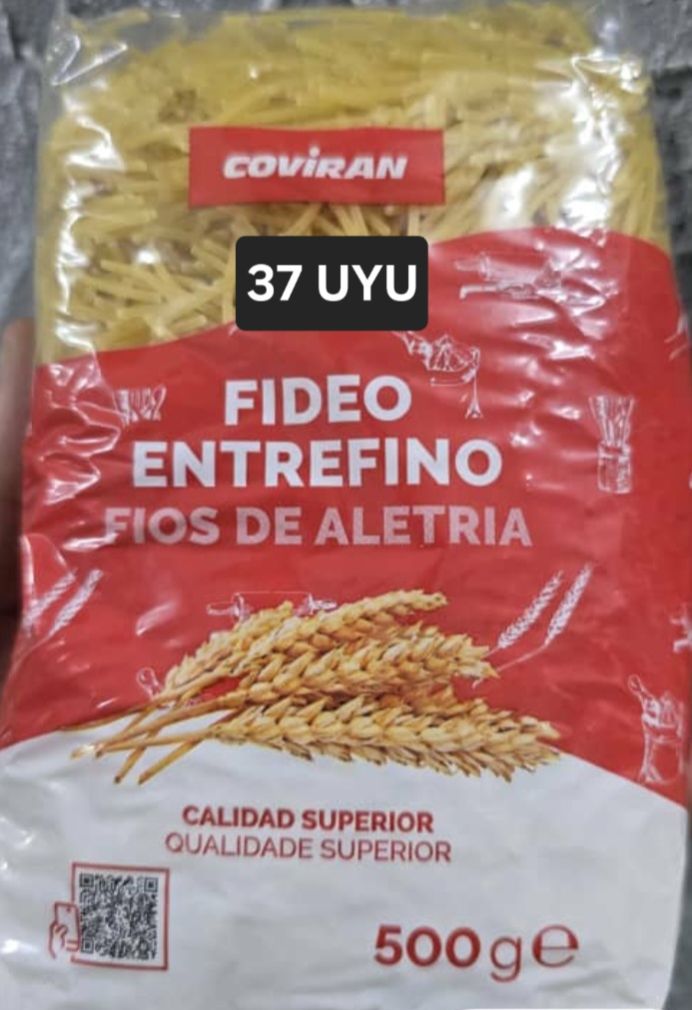 COViRAN
37 UYU
FIDEO
ENTREFINO
FIOS DE ALETRIA
CALIDAD SUPERIOR
QUALIDADE SUPERIOR
500g e